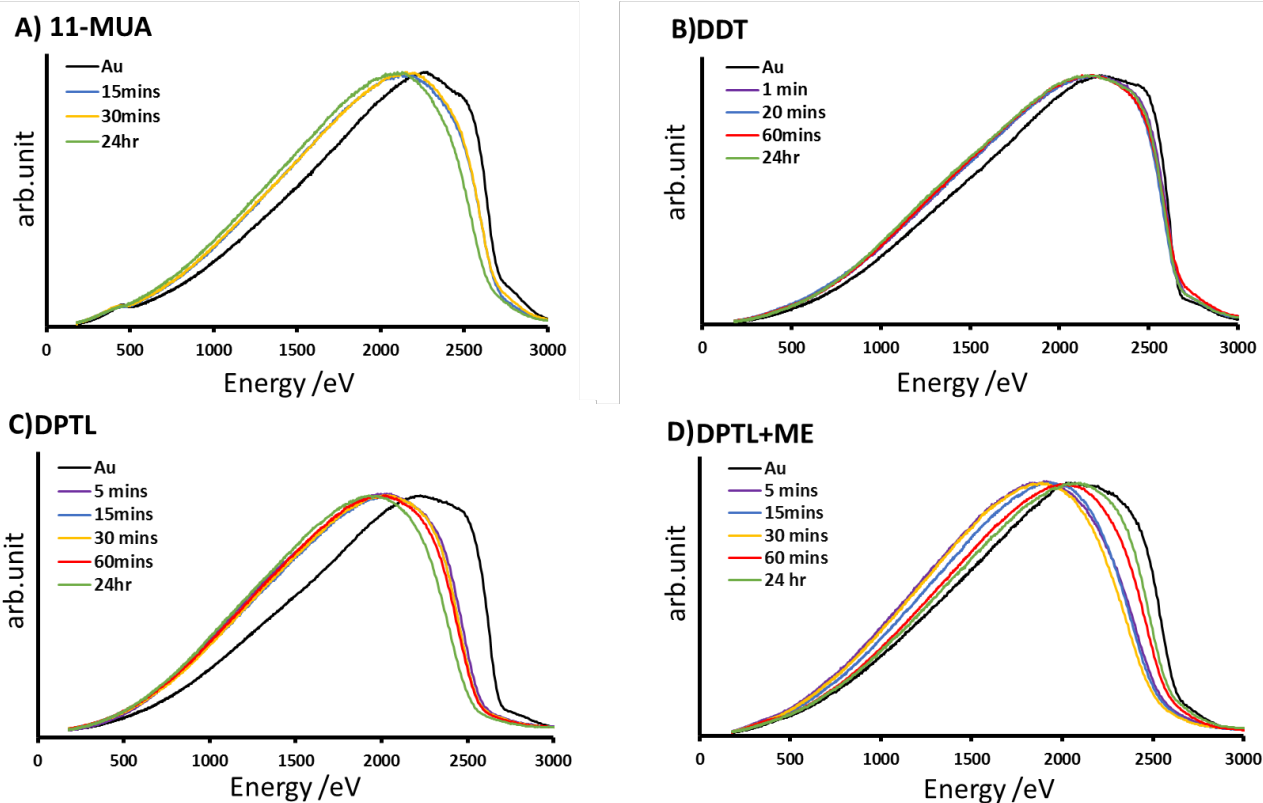 A) 11-MUA
Au
15mins
30mins
24hr
arb.unit
0 500 1000 1500 2000 2500 3000
Energy /eV
B)DDT
Au
1 min
20 mins
60mins
24hr
arb.unit
0 500 1000 1500 2000 2500 3000
Energy /eV
C)DPTL
Au
5 mins
15mins
30 mins
60mins
24hr
arb.unit
0 500 1000 1500 2000 2500 3000
Energy /eV
D)DPTL+ME
Au
5 mins
15mins
30 mins
60 mins
24 hr
arb.unit
0 500 1000 1500 2000 2500 3000
Energy /eV